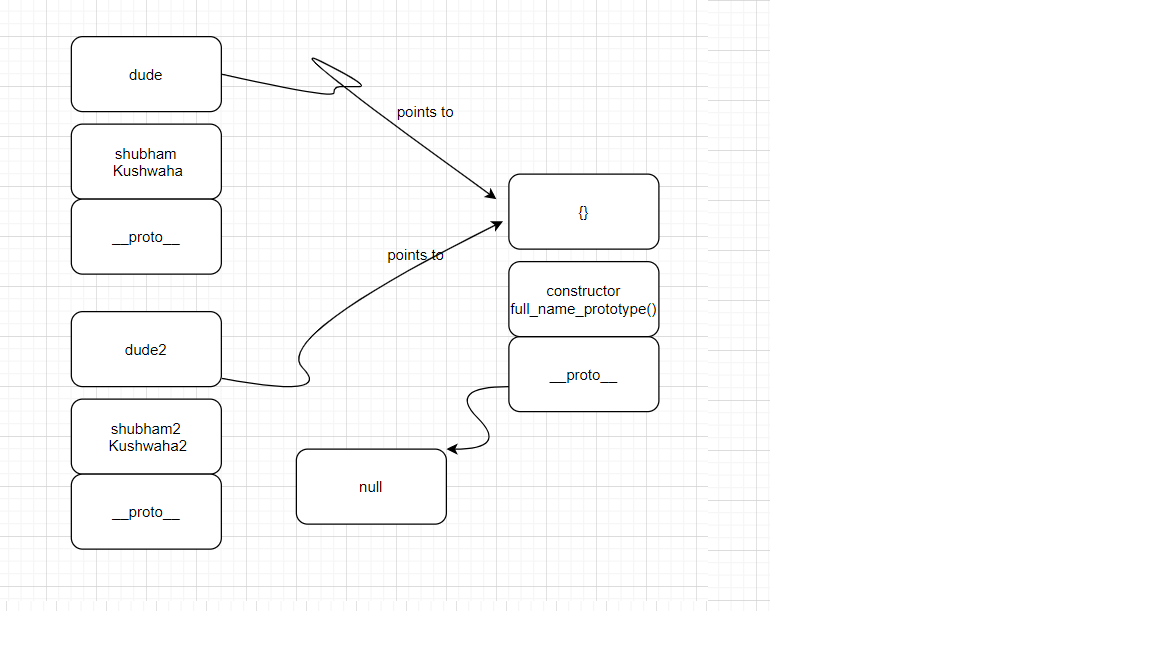 dude
points to
shubham
Kushwaha
__proto__
{}
points to
constructor
full_name_prototype()
dude2
__proto__
shubham2
Kushwaha2
null
__proto__